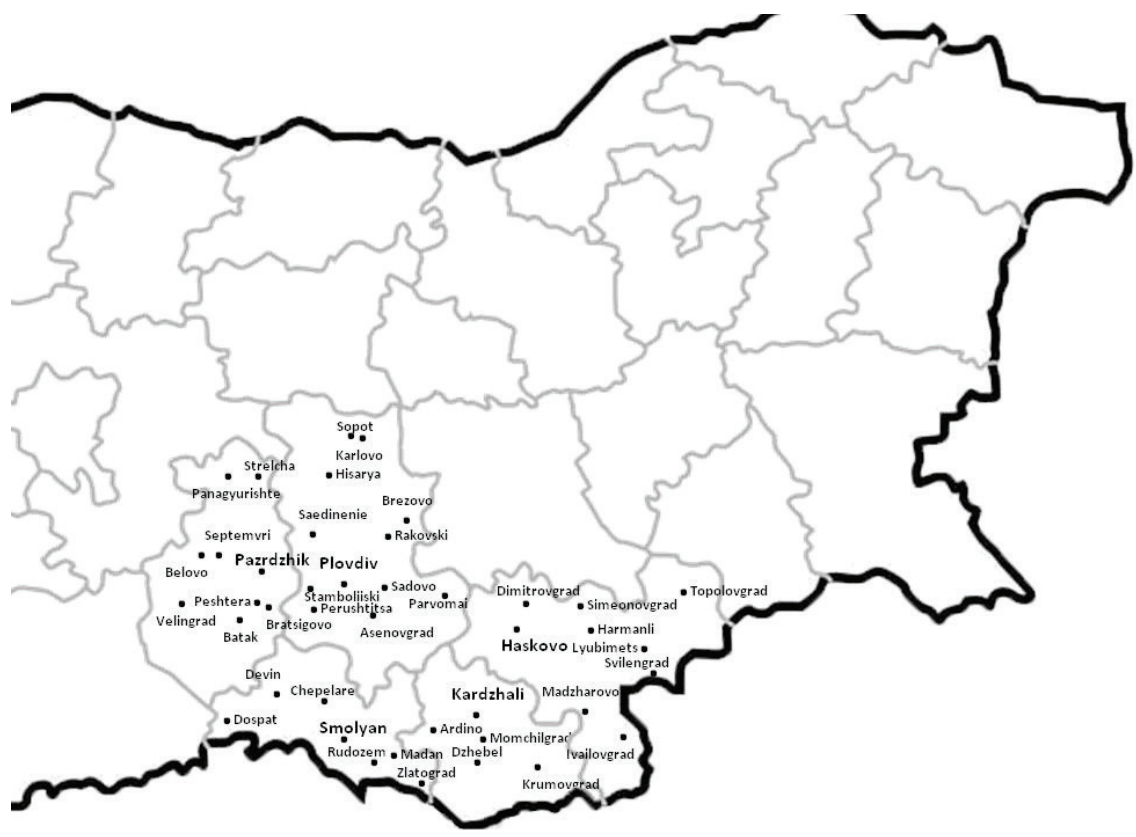 Sopot
Karlovo
Strelcha
Hisarya
Panagyurishte
Brezovo
Saedinenie
Septemvri
Rakovski
Pazrdzhik
Plovdiv
Belovo
Sadovo
Stamboliiski
Dimitrovgrad
Topolovgrad
Peshtera
Parvomai
Simeonovgrad
Perushtitsa
Velingrad
Bratsigovo
Asenovgrad
Harmanli
Batak
Haskovo
Lyubimets
Svilengrad
Devin
Chepelare
Kardzhali
Madzharovo
Dospat
Smolyan
Ardino
Momchilgrad
Rudozem
Madan
Dzhebel
Ivailovgrad
Zlatograd
Krumovgrad